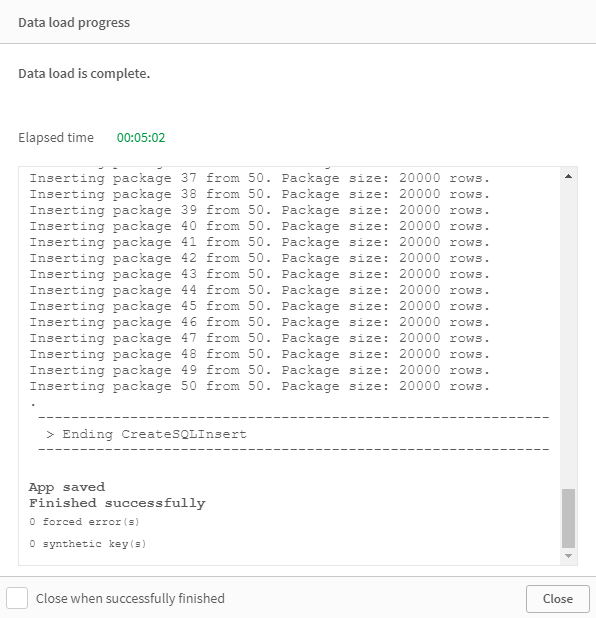 Data load progress
Data load is complete.
Elapsed time 00:05:02
Inserting package 37 from 50. Package size: 20000 rows.
Inserting package 38 from 50. Package size: 20000 rows.
Inserting package 39 from 50. Package size: 20000 rows.
Inserting package 40 from 50. Package size: 20000 rows.
Inserting package 41 from 50. Package size: 20000 rows.
Inserting package 42 from 50. Package size: 20000 rows.
Inserting package 43 from 50. Package size: 20000 rows.
Inserting package 44 from 50. Package size: 20000 rows.
Inserting package 45 from 50. Package size: 20000 rows.
Inserting package 46 from 50. Package size: 20000 rows.
Inserting package 47 from 50. Package size: 20000 rows.
Inserting package 48 from 50. Package size: 20000 rows.
Inserting package 49 from 50. Package size: 20000 rows.
Inserting package 50 from 50. Package size: 20000 rows.
.
-------------------------------------------------------------
> Ending CreateSQLInsert
-------------------------------------------------------------
App saved
Finished successfully
0 forced error(s)
0 synthetic key(s)
Close when successfully finished
Close